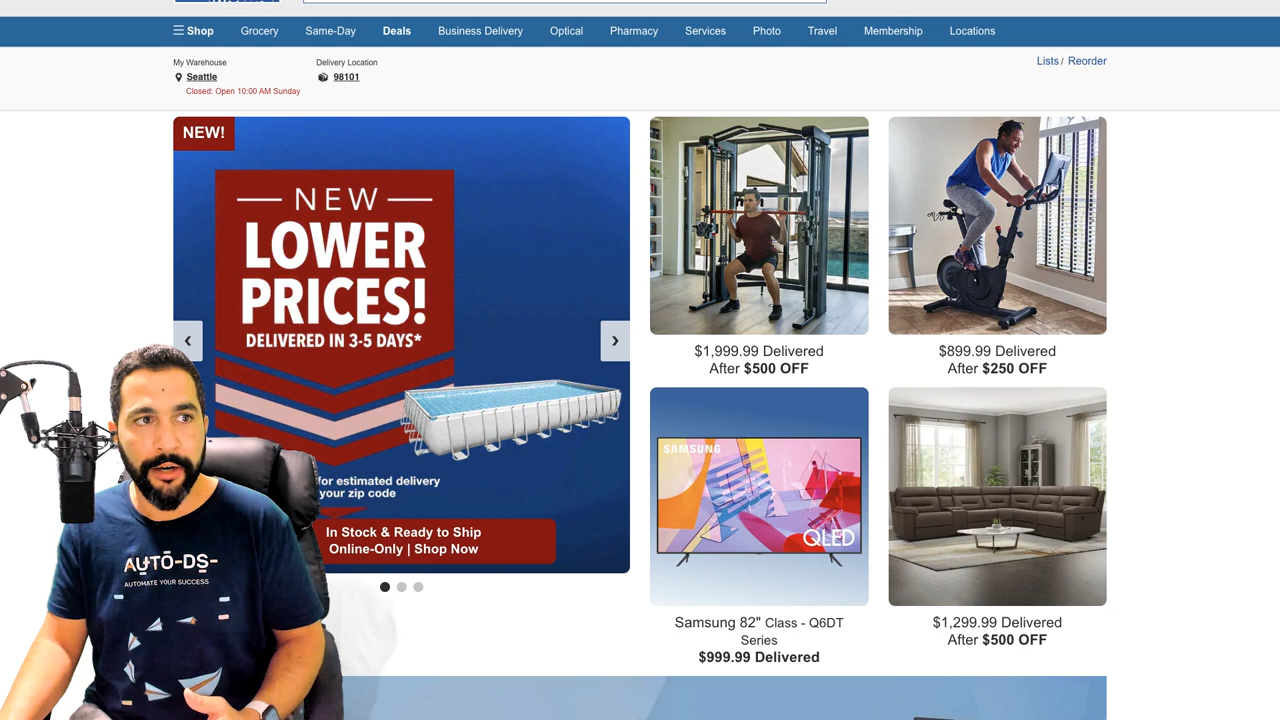 Shop
Grocery
Same-Day
Deals
Business Delivery
Optical
Pharmacy
Services
Photo
Travel
Membership
Locations
My Warehouse
Seattle
Closed: Open 10:00 AM Sunday
Delivery Location
98101
Lists / Reorder
NEW!
NEW
LOWER
PRICES!
DELIVERED IN 3-5 DAYS*
for estimated delivery
your zip code
In Stock & Ready to Ship
Online-Only | Shop Now
$1,999.99 Delivered
After $500 OFF
$899.99 Delivered
After $250 OFF
SAMSUNG
QLED
Samsung 82" Class - Q6DT
Series
$999.99 Delivered
$1,299.99 Delivered
After $500 OFF
AUTO-DS-
AUTOMATE YOUR SUCCESS